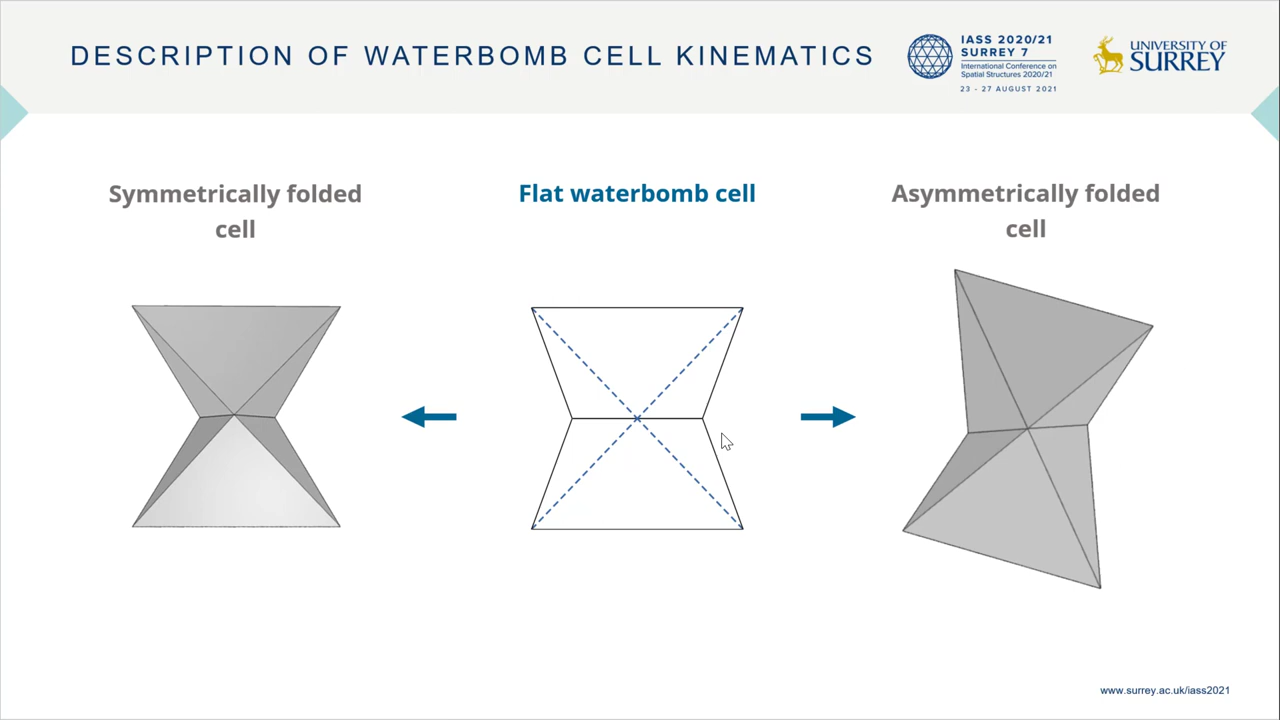 DESCRIPTION OF WATERBOMB CELL KINEMATICS
IASS 2020/21
SURREY 7
International Conference on
Spatial Structures 2020/21
23 - 27 AUGUST 2021
UNIVERSITY OF
SURREY
Symmetrically folded
cell
Flat waterbomb cell
Asymmetrically folded
cell
www.surrey.ac.uk/iass2021